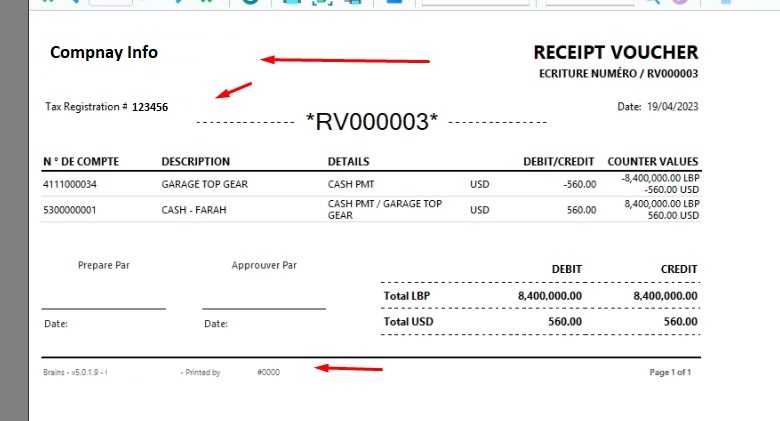 Compnay Info
RECEIPT VOUCHER
ECRITURE NUMÉRO / RV000003
Tax Registration # 123456
Date: 19/04/2023
*RV000003*
N ° DE COMPTE DESCRIPTION DETAILS DEBIT/CREDIT COUNTER VALUES
4111000034 GARAGE TOP GEAR CASH PMT USD -560.00 -8,400,000.00 LBP
-560.00 USD
5300000001 CASH - FARAH CASH PMT / GARAGE TOP USD 560.00 8,400,000.00 LBP
GEAR 560.00 USD
Prepare Par Approuver Par
DEBIT CREDIT
Total LBP 8,400,000.00 8,400,000.00
Date: Date: Total USD 560.00 560.00
Brains - v5.0.1.9 - ( - Printed by #0000 Page 1 of 1